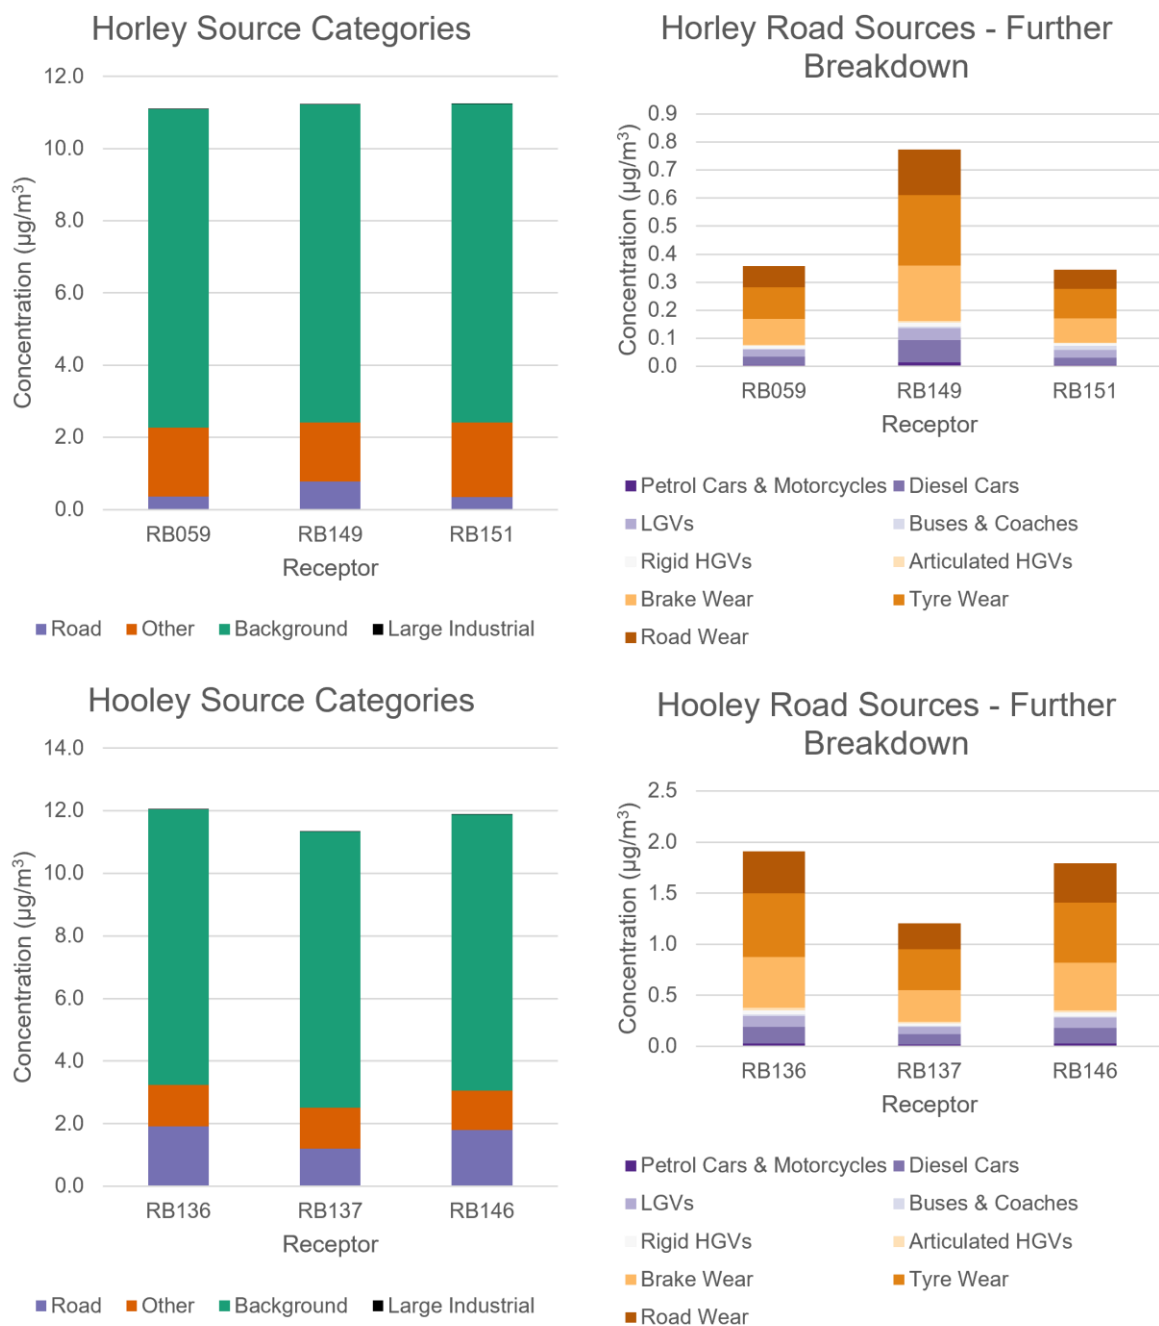 Horley Source Categories
12.0
10.0
8.0
6.0
4.0
2.0
0.0
Concentration (µg/m³)
RB059 RB149 RB151
Receptor
Road Other Background Large Industrial
Horley Road Sources - Further
Breakdown
0.9
0.8
0.7
0.6
0.5
0.4
0.3
0.2
0.1
0.0
Concentration (µg/m³)
RB059 RB149 RB151
Receptor
Petrol Cars & Motorcycles Diesel Cars
LGVs Buses & Coaches
Rigid HGVs Articulated HGVs
Brake Wear Tyre Wear
Road Wear
Hooley Source Categories
14.0
12.0
10.0
8.0
6.0
4.0
2.0
0.0
Concentration (µg/m³)
RB136 RB137 RB146
Receptor
Road Other Background Large Industrial
Hooley Road Sources - Further
Breakdown
2.5
2.0
1.5
1.0
0.5
0.0
Concentration (µg/m³)
RB136 RB137 RB146
Receptor
Petrol Cars & Motorcycles Diesel Cars
LGVs Buses & Coaches
Rigid HGVs Articulated HGVs
Brake Wear Tyre Wear
Road Wear